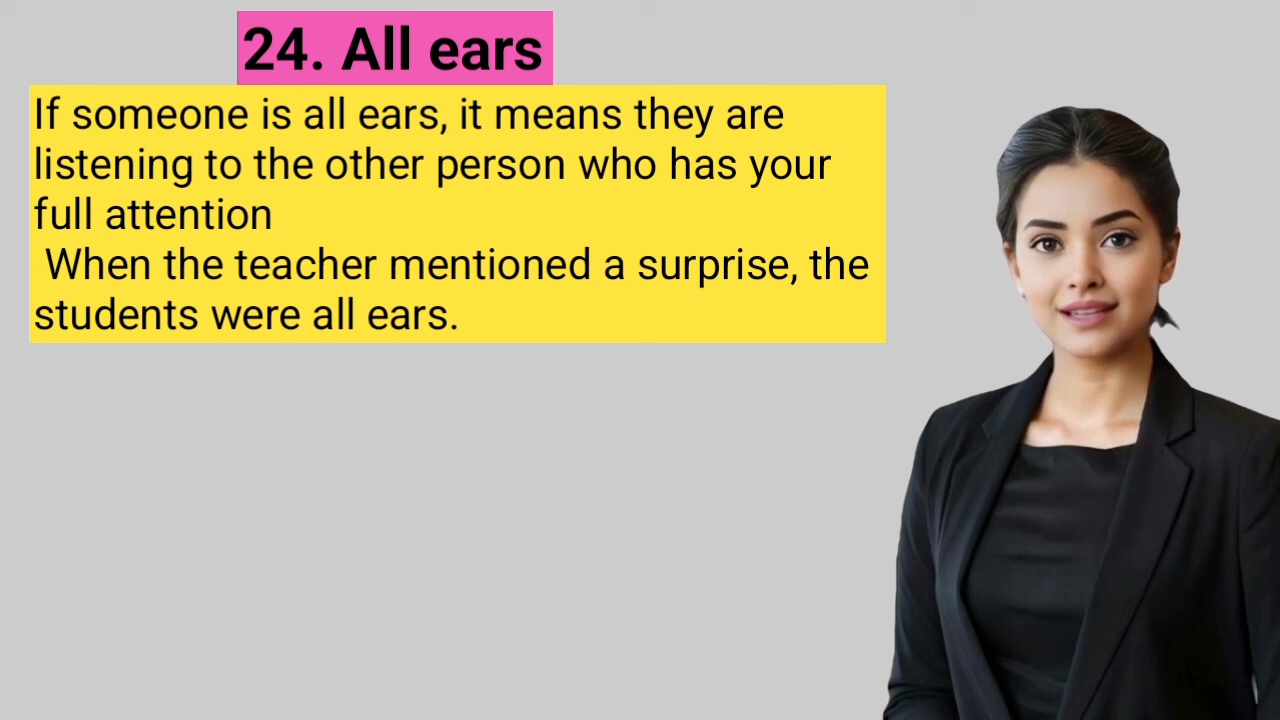 24. All ears
If someone is all ears, it means they are
listening to the other person who has your
full attention
When the teacher mentioned a surprise, the
students were all ears.